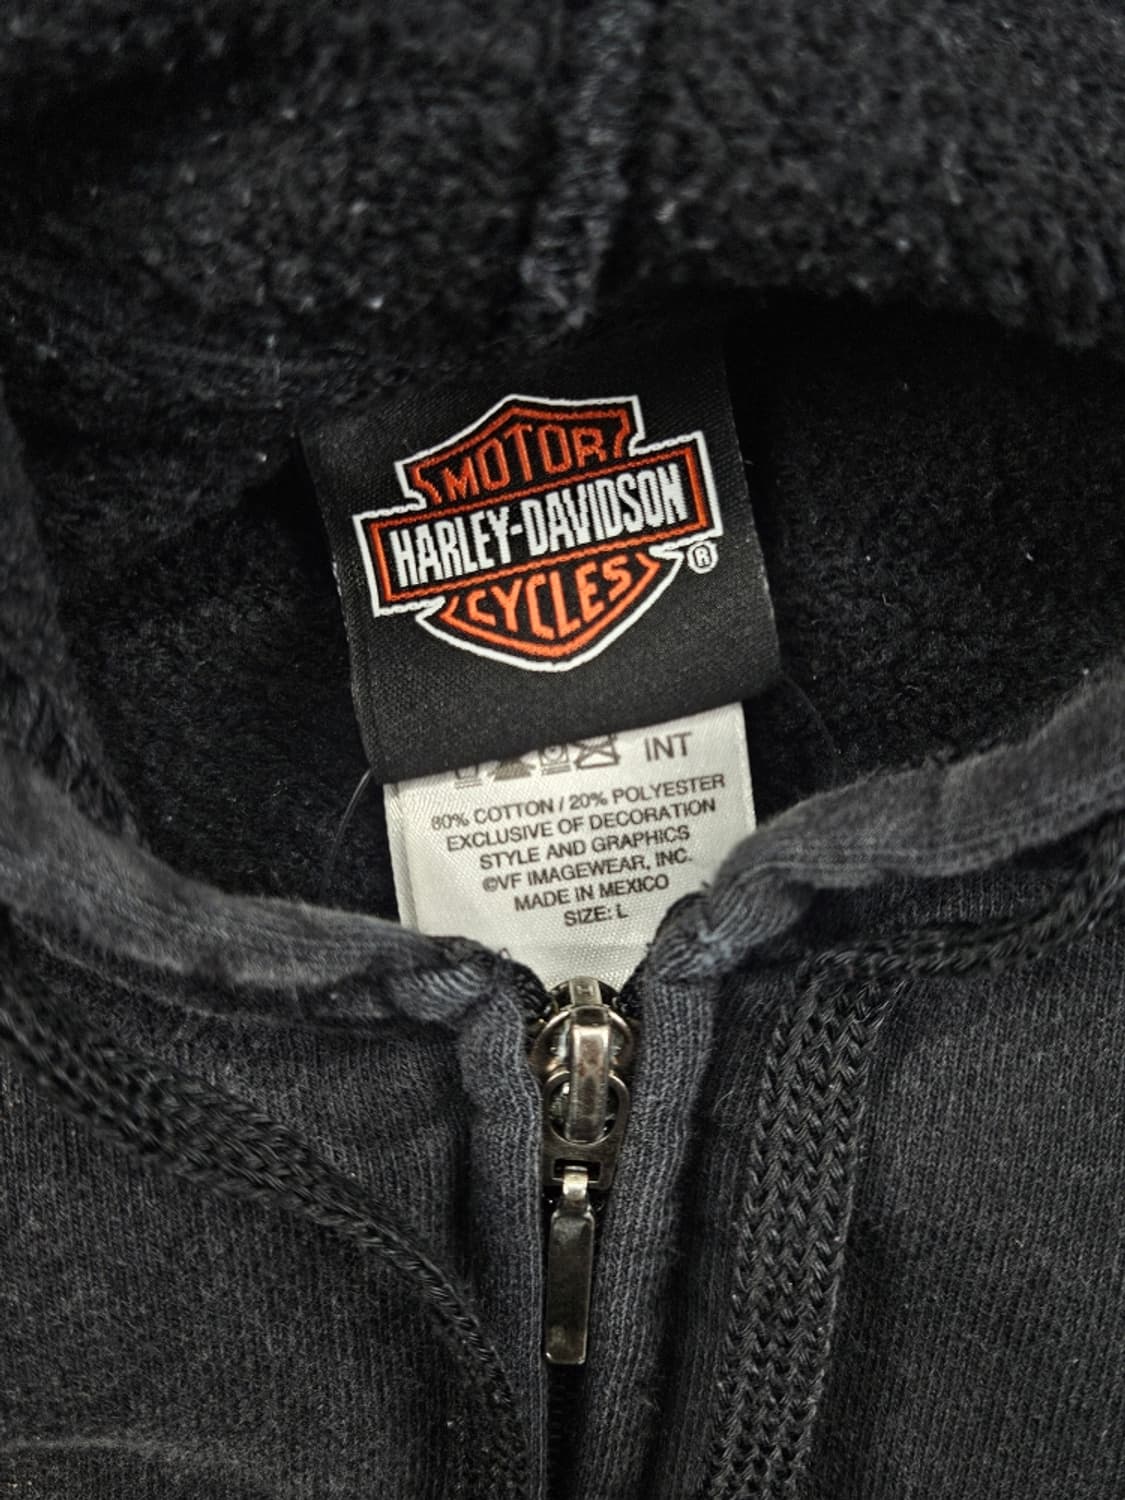 MOTOR
HARLEY-DAVIDSON
®
CYCLES
INT
80% COTTON / 20% POLYESTER
EXCLUSIVE OF DECORATION
STYLE AND GRAPHICS
©VF IMAGEWEAR, INC.
MADE IN MEXICO
SIZE: L